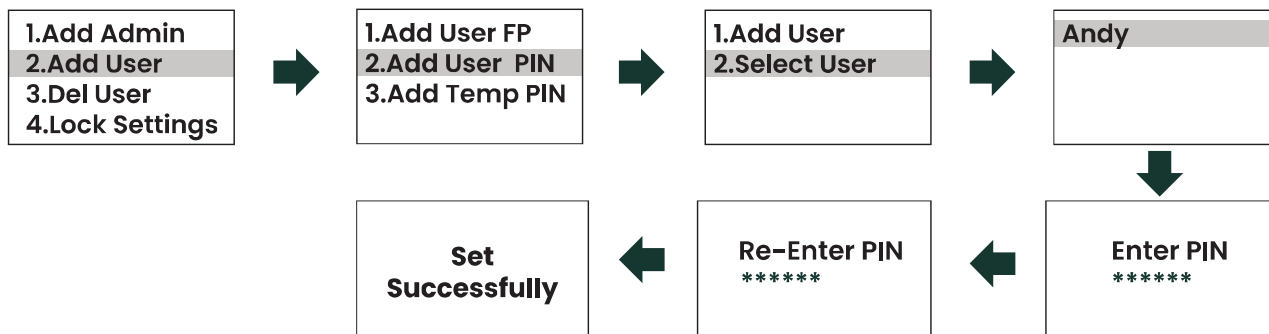 1.Add Admin
2.Add User
3.Del User
4.Lock Settings
1.Add User FP
2.Add User PIN
3.Add Temp PIN
1.Add User
2.Select User
Andy
Enter PIN
******
Re-Enter PIN
******
Set
Successfully